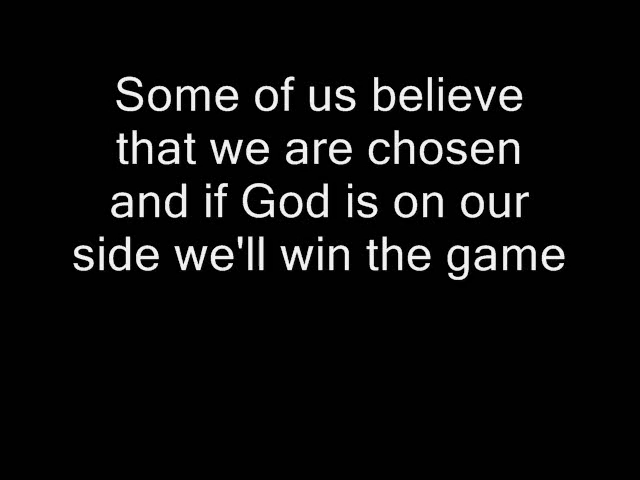 Some of us believe
that we are chosen
and if God is on our
side we'll win the game